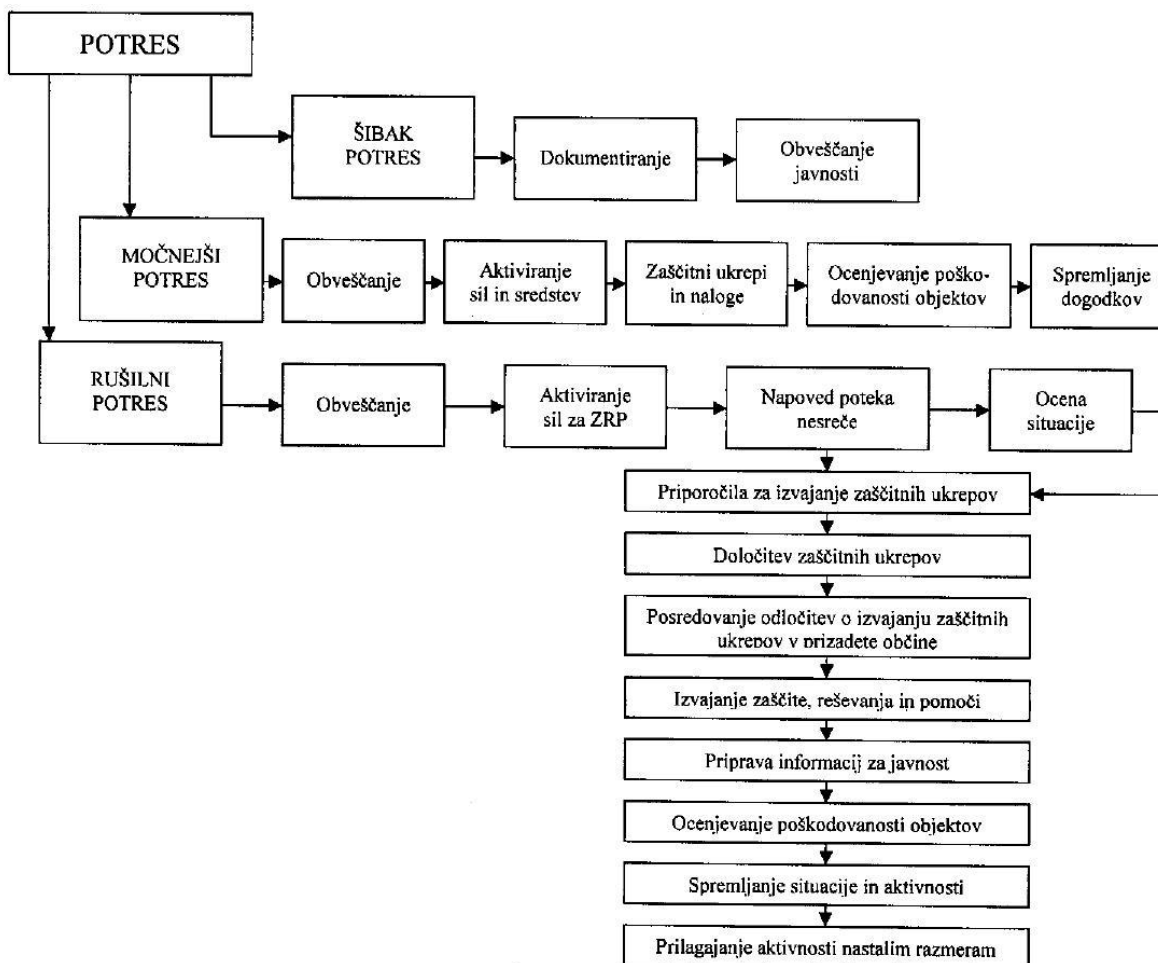 POTRES
ŠIBAK
POTRES
Dokumentiranje
Obveščanje
javnosti
MOČNEJŠI
POTRES
Obveščanje
Aktiviranje
sil in sredstev
Zaščitni ukrepi
in naloge
Ocenjevanje poško-
dovanosti objektov
Spremljanje
dogodkov
RUŠILNI
POTRES
Obveščanje
Aktiviranje
sil za ZRP
Napoved poteka
nesreče
Ocena
situacije
Priporočila za izvajanje zaščitnih ukrepov
Določitev zaščitnih ukrepov
Posredovanje odločitev o izvajanju zaščitnih
ukrepov v prizadete občine
Izvajanje zaščite, reševanja in pomoči
Priprava informacij za javnost
Ocenjevanje poškodovanosti objektov
Spremljanje situacije in aktivnosti
Prilagajanje aktivnosti nastalim razmeram